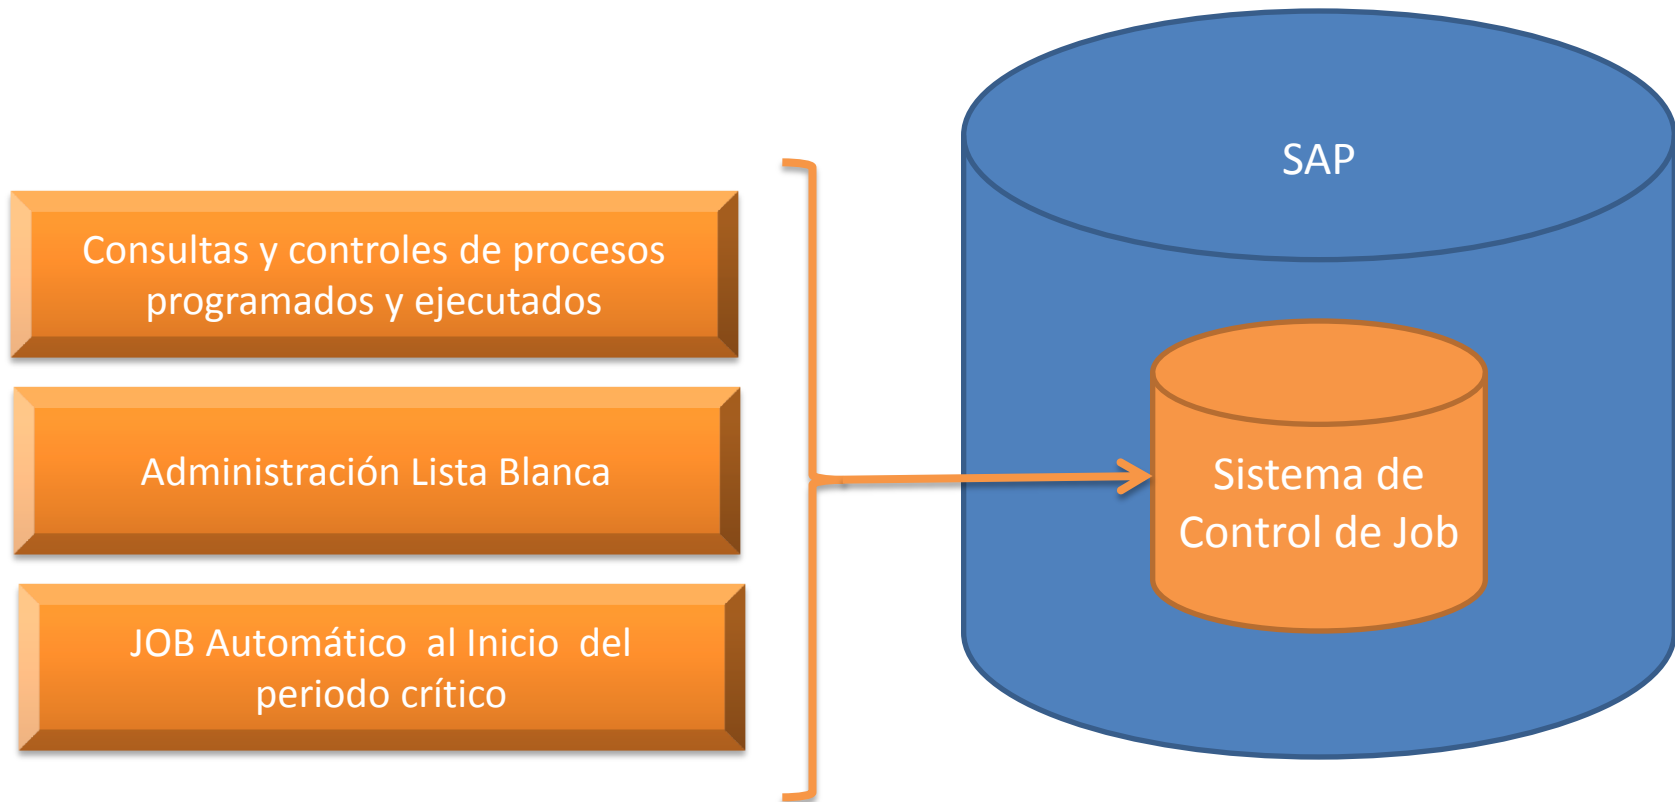 SAP
Consultas y controles de procesos
programados y ejecutados
Administración Lista Blanca
JOB Automático  al Inicio  del
periodo crítico
Sistema de
Control de Job